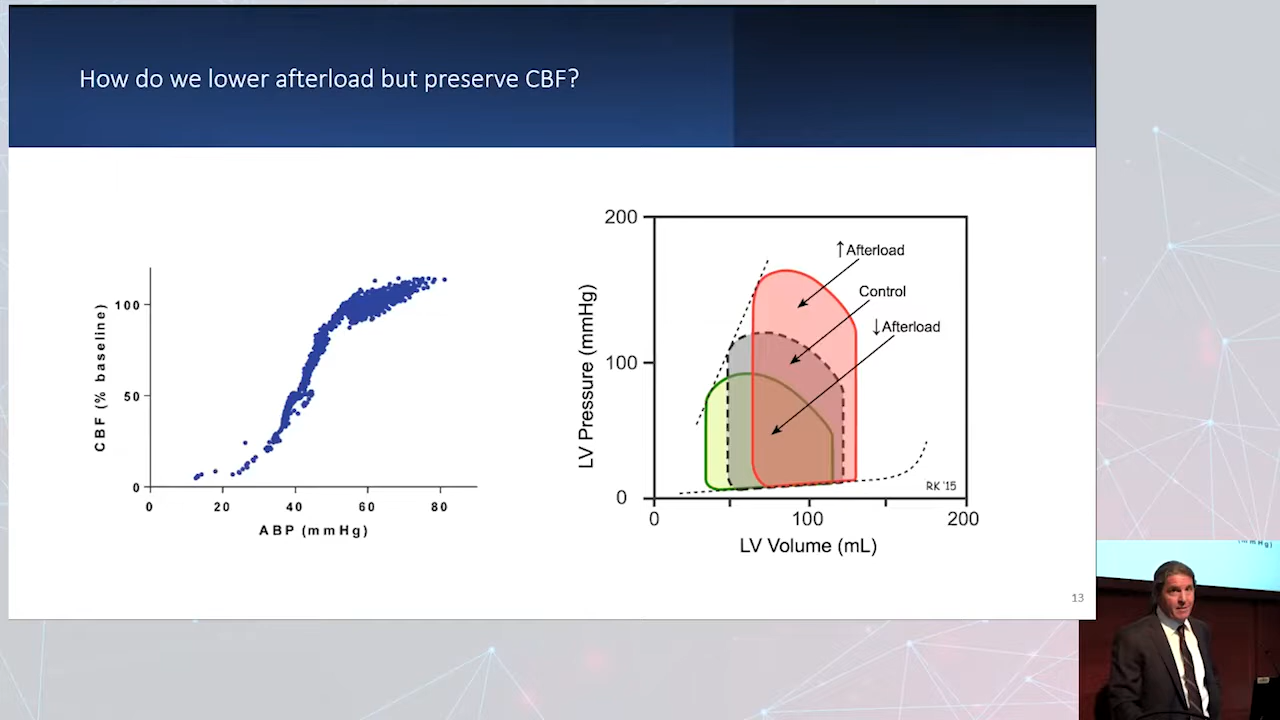 How do we lower afterload but preserve CBF?
CBF (% baseline)
100
50
0
0 20 40 60 80
ABP (mmHg)
LV Pressure (mmHg)
200
100
0
↑Afterload
Control
↓Afterload
RK '15
0 100 200
LV Volume (mL)
13
(mmHg)